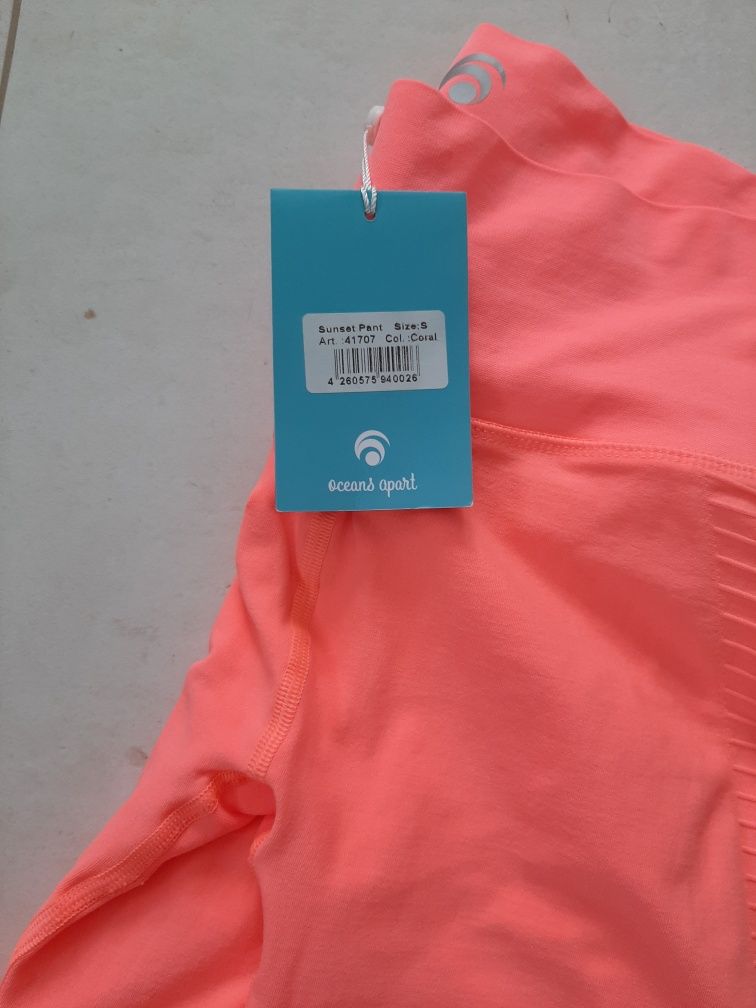 Sunset Pant Size:S
Art. :41707 Col. :Coral
4 260575 940026
oceans apart